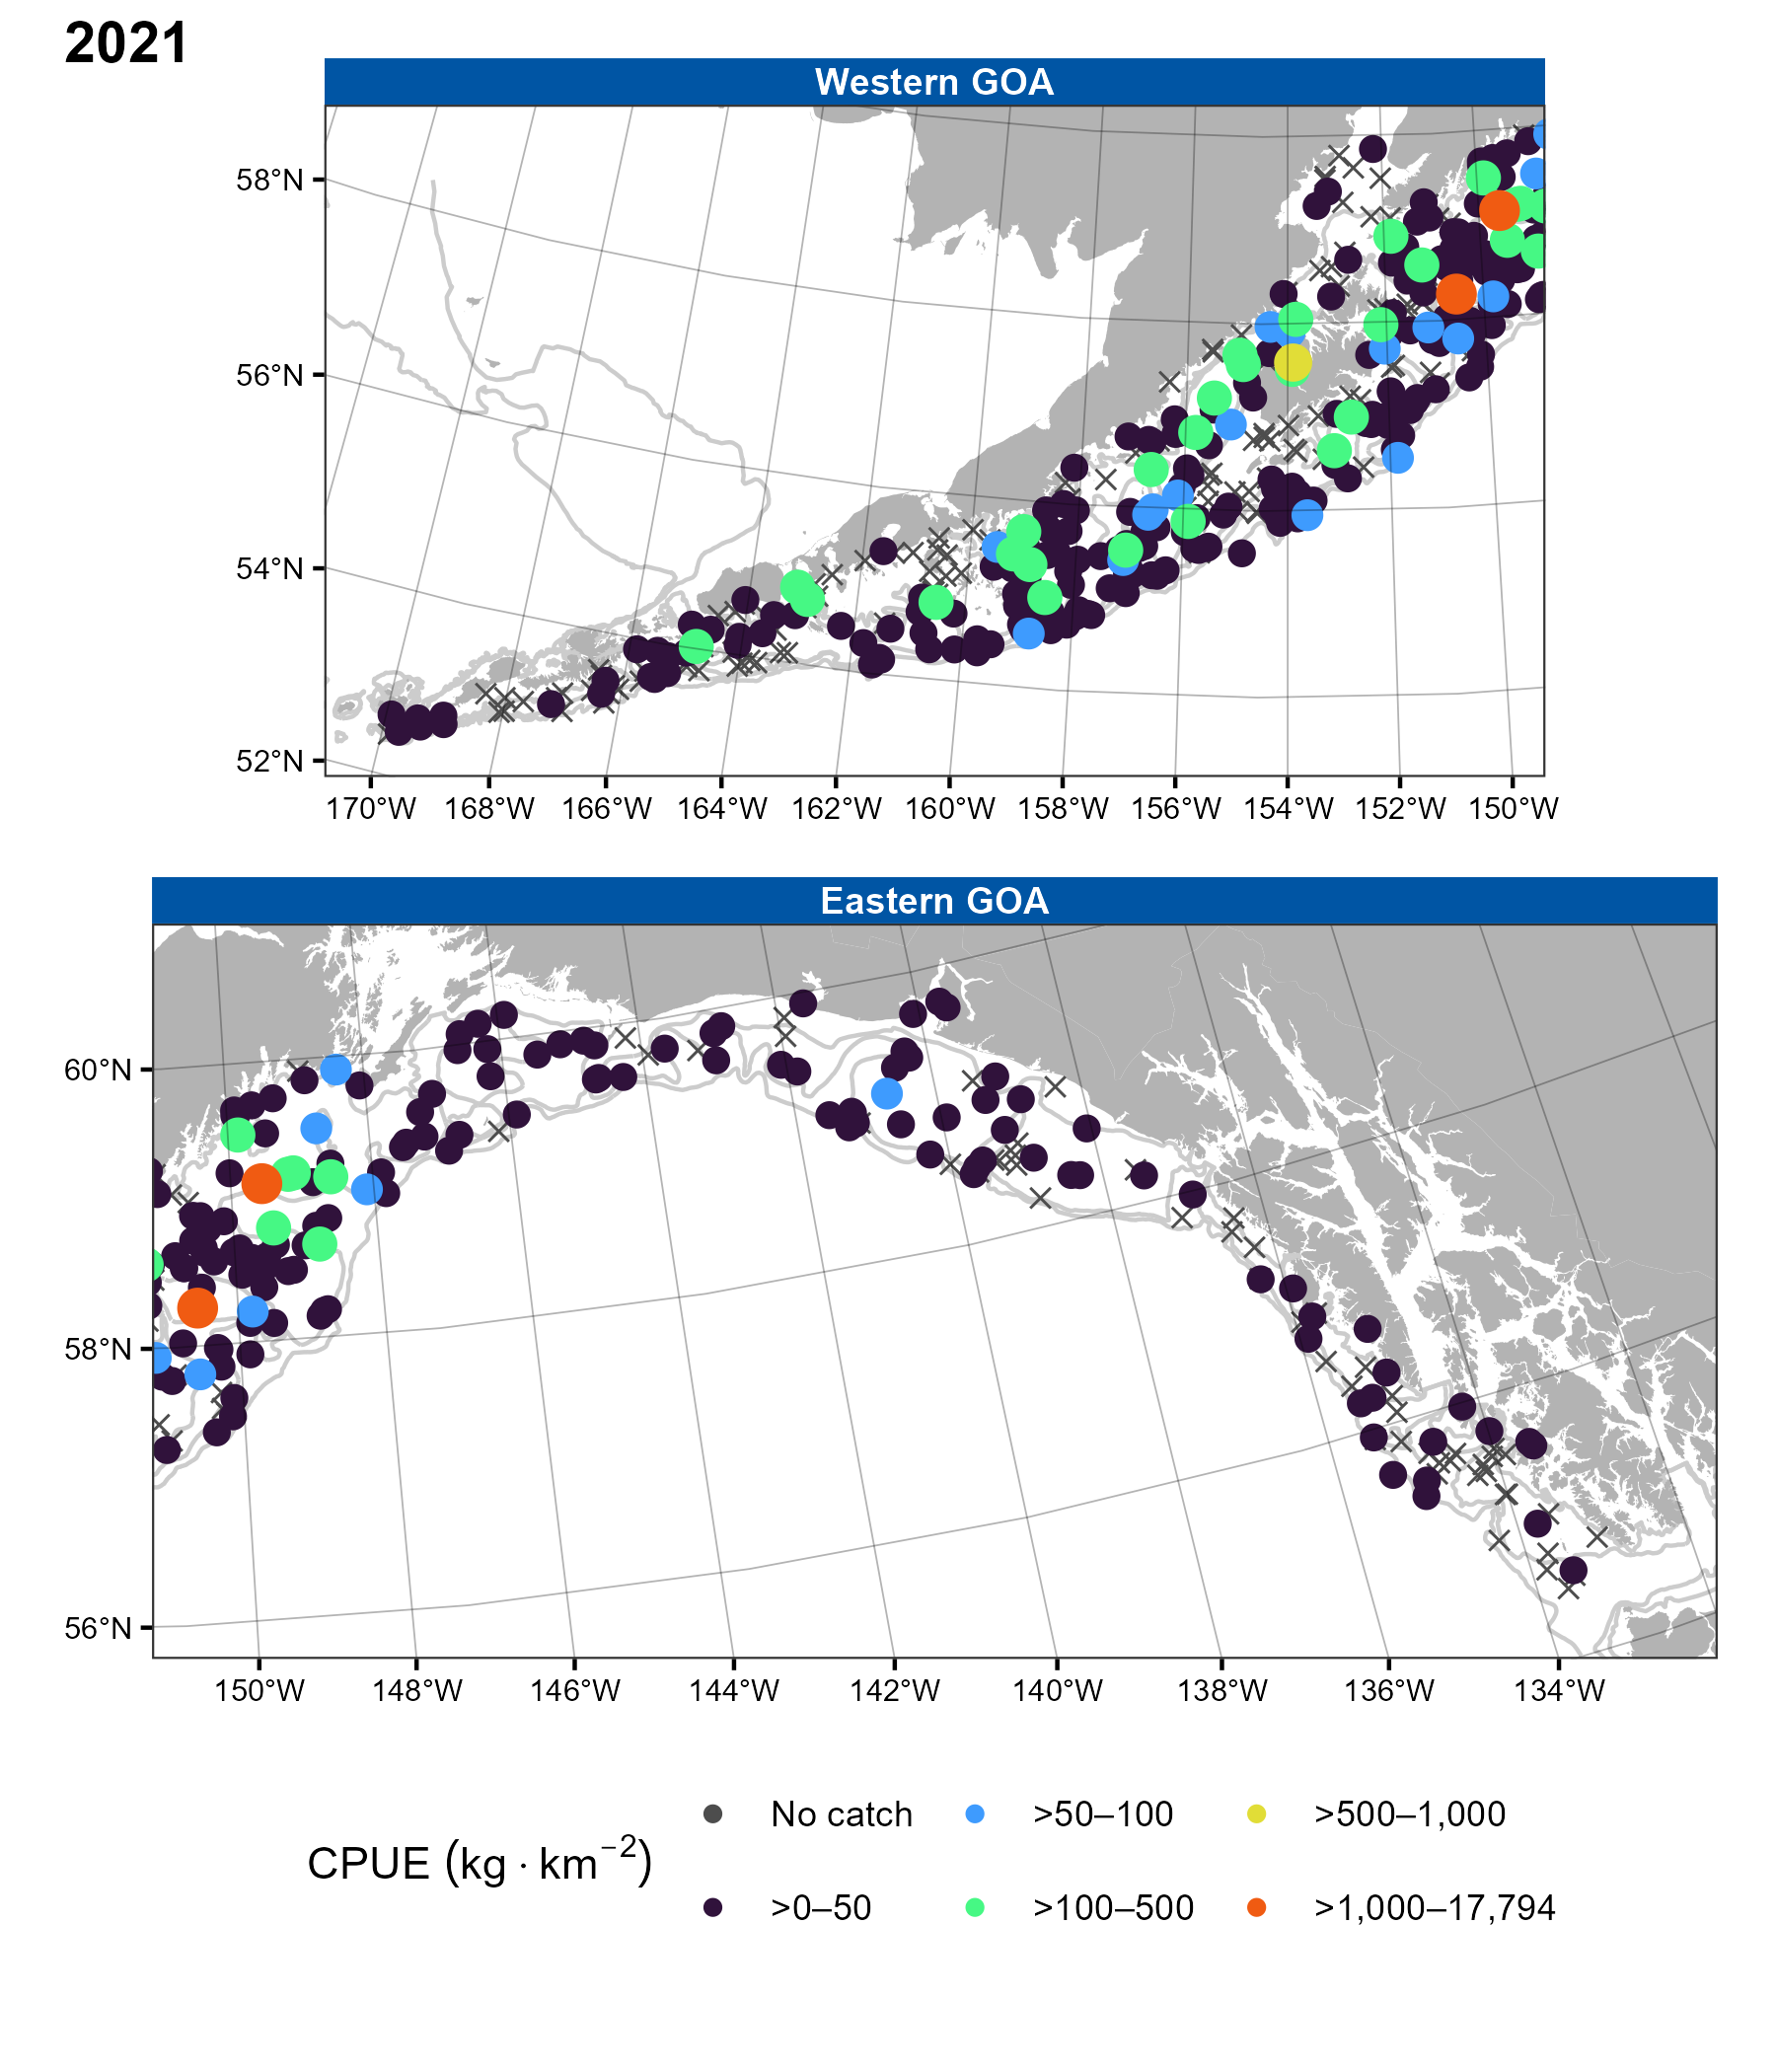 2021
Western GOA
58°N
56°N
54°N
52°N
170°W 168°W 166°W 164°W 162°W 160°W 158°W 156°W 154°W 152°W 150°W
Eastern GOA
60°N
58°N
56°N
150°W 148°W 146°W 144°W 142°W 140°W 138°W 136°W 134°W
CPUE (kg · km⁻²)
No catch >50–100 >500–1,000
>0–50 >100–500 >1,000–17,794